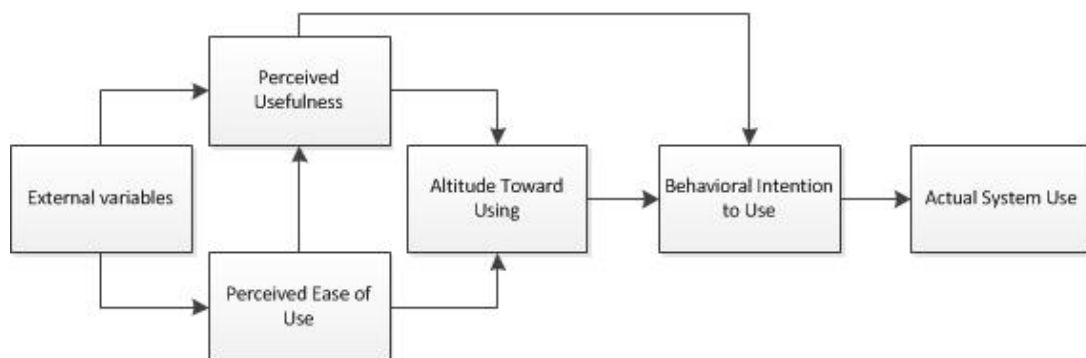 Perceived
Usefulness
External variables
Altitude Toward
Using
Behavioral Intention
to Use
Actual System Use
Perceived Ease of
Use